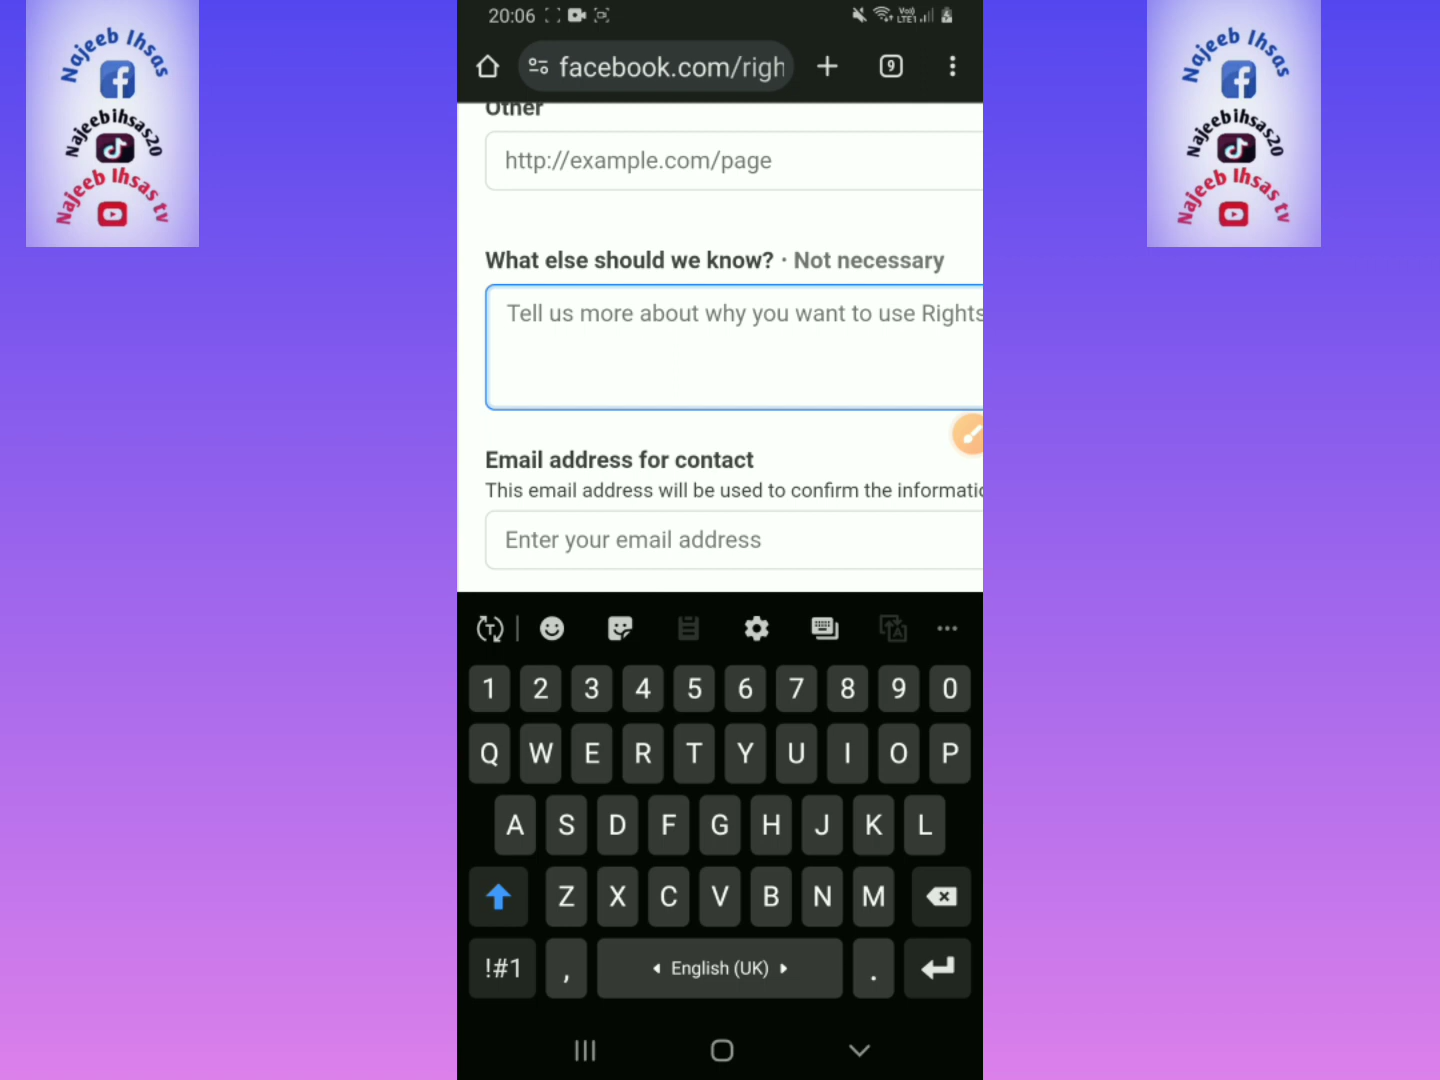 Najeeb Ihsas
Najeebihsas20
Najeeb Ihsas tv
20:06
Vo))
LTE1
facebook.com/righ
9
Other
http://example.com/page
What else should we know? · Not necessary
Tell us more about why you want to use Rights
Email address for contact
This email address will be used to confirm the informatio
Enter your email address
1 2 3 4 5 6 7 8 9 0
Q W E R T Y U I O P
A S D F G H J K L
Z X C V B N M
!#1 , English (UK) .
Najeeb Ihsas
Najeebihsas20
Najeeb Ihsas tv